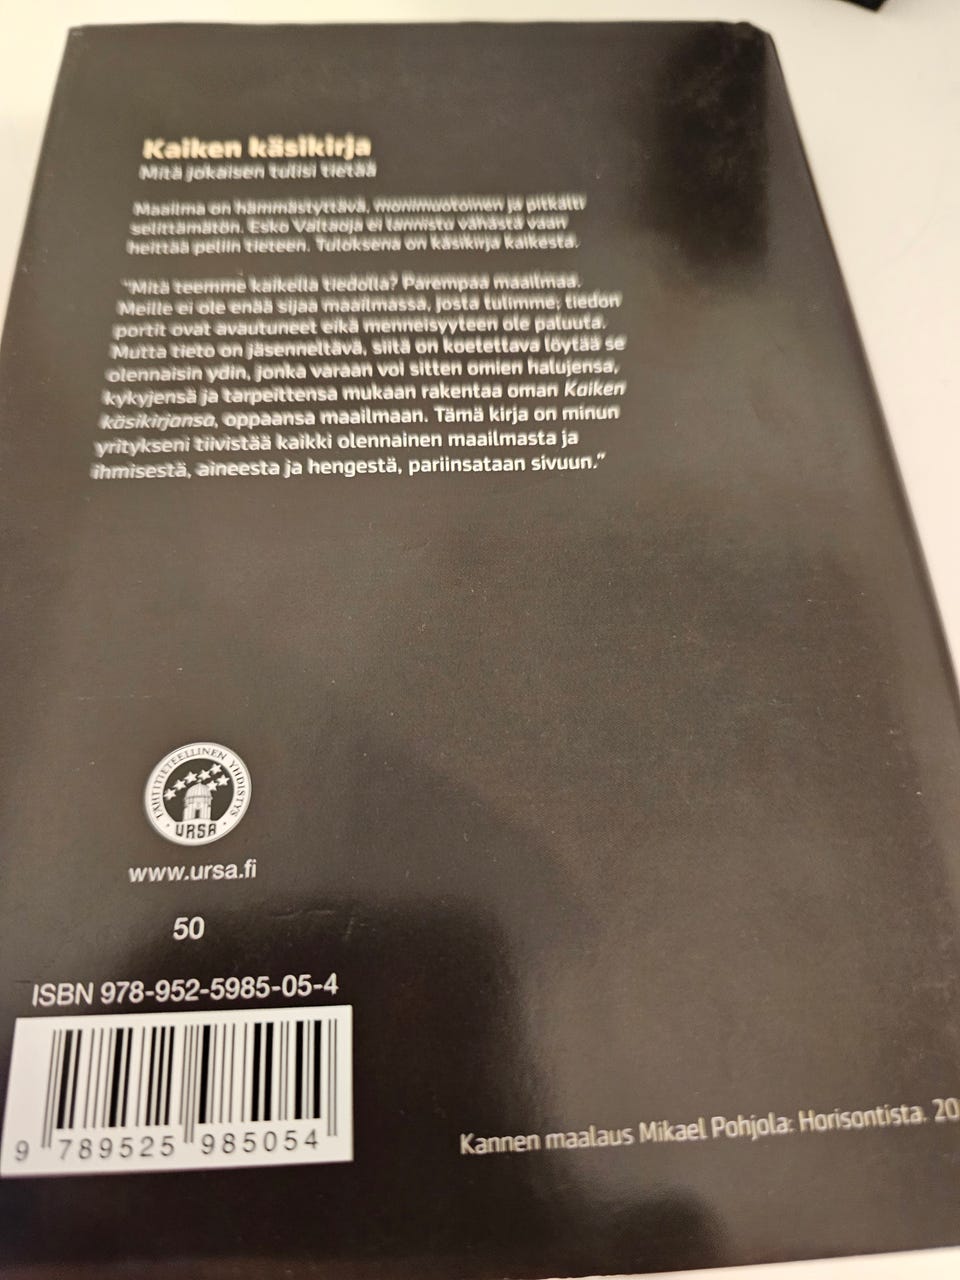 Kaiken käsikirja
Mitä jokaisen tulisi tietää
Maailma on hämmästyttävä, monimuotoinen ja pitkälti
selittämätön. Esko Valtaoja ei lannistu vähästä vaan
heittää peliin tieteen. Tuloksena on käsikirja kaikesta.
"Mitä teemme kaikella tiedolla? Parempaa maailmaa.
Meille ei ole enää sijaa maailmassa, josta tulimme; tiedon
portit ovat avautuneet eikä menneisyyteen ole paluuta.
Mutta tieto on jäsenneltävä, siitä on koetettava löytää se
olennaisin ydin, jonka varaan voi sitten omien halujensa,
kykyjensä ja tarpeittensa mukaan rakentaa oman Kaiken
käsikirjansa, oppaansa maailmaan. Tämä kirja on minun
yritykseni tiivistää kaikki olennainen maailmasta ja
ihmisestä, aineesta ja hengestä, pariinsataan sivuun."
TÄHTITIETEELLINEN YHDISTYS
URSA
www.ursa.fi
50
ISBN 978-952-5985-05-4
9 789525 985054
Kannen maalaus Mikael Pohjola: Horisontista. 20